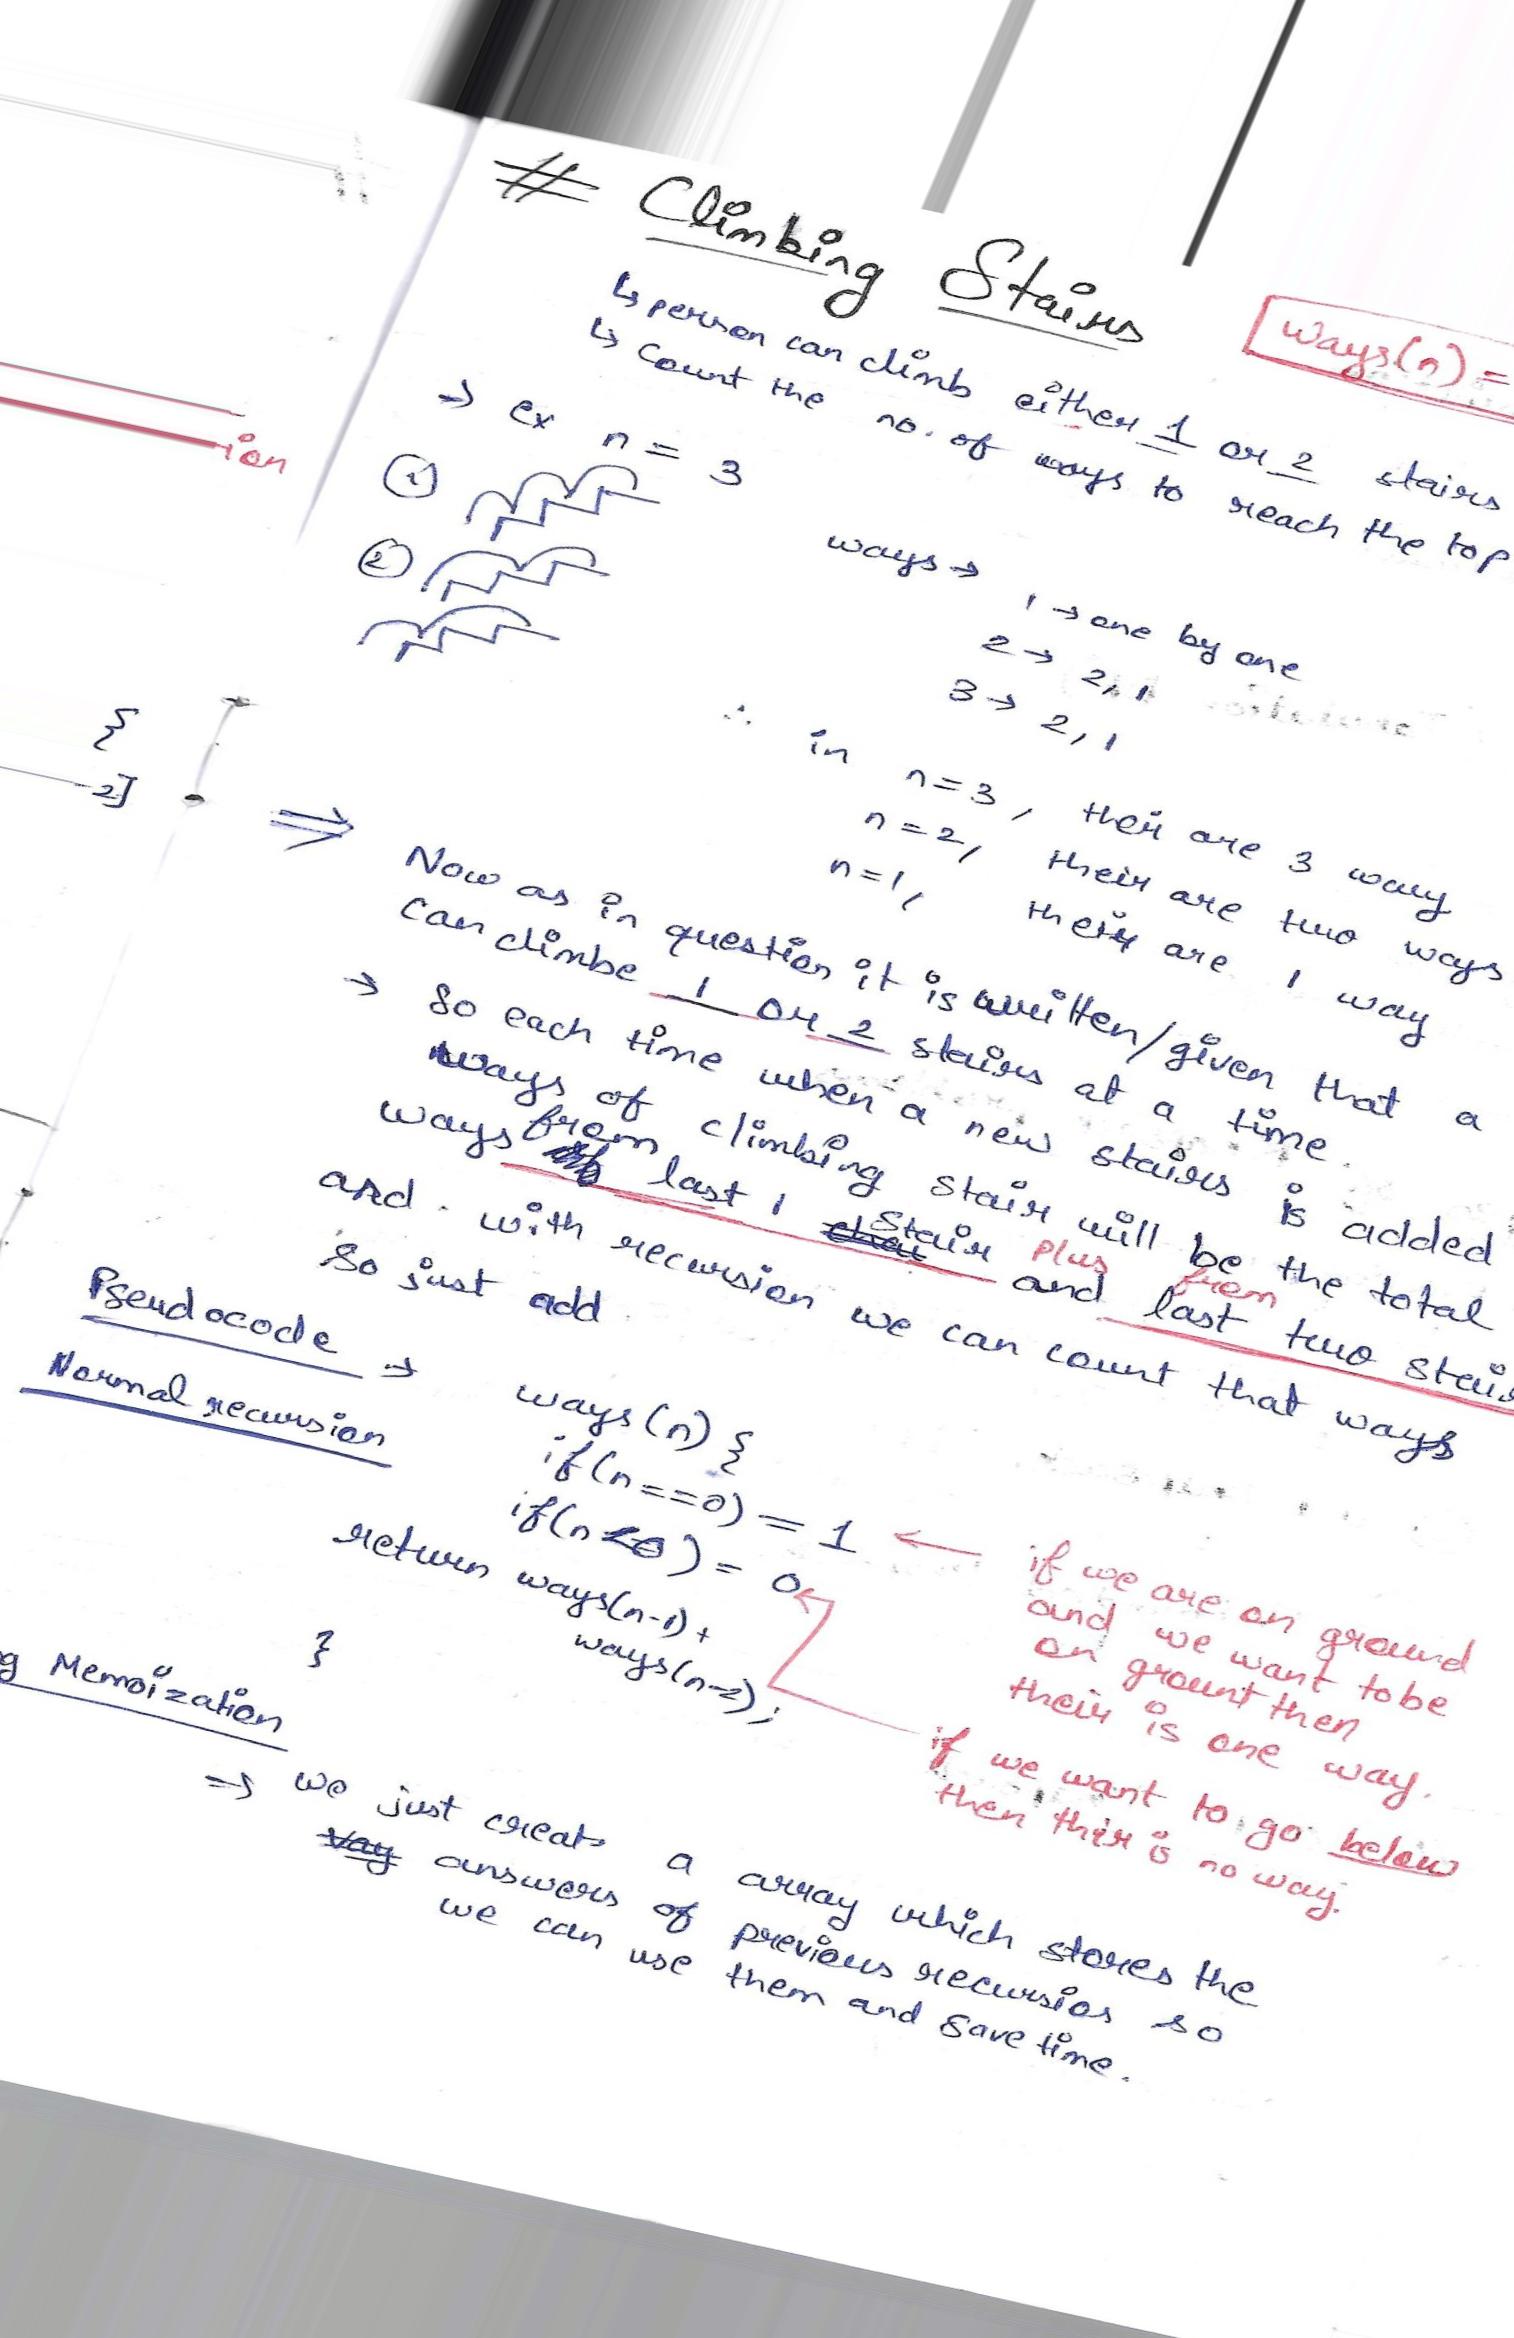 # Climbing Stairs
ways(n) =
↳ person can climb either 1 or 2 stairs
↳ Count the no. of ways to reach the top
→ ex n = 3
①
②
ways → 1 → one by one
2 → 2,1
3 → 2,1
∴ in n=3, their are 3 way
n=2, their are two ways
n=1, their are 1 way
ion
{
-2]
⇒ Now as in question it is written/given that a
can climbe 1 or 2 stairs at a time.
→ So each time when a new stairs is added
ways of climbing stair will be the total
ways from last 1 stair plus and from last two stais
and. with recursion we can count that ways
so just add.
Pseudocode →
Normal recursion
ways(n) {
if(n==0) = 1 ←
if(n<0) = 0
return ways(n-1)+
ways(n-2);
}
if we are on ground
and we want to be
on grount then
their is one way.
if we want to go below
then thir is no way.
g Memoization
⇒ we just creat a array which stores the
answers of previous recursion so
we can use them and save time.